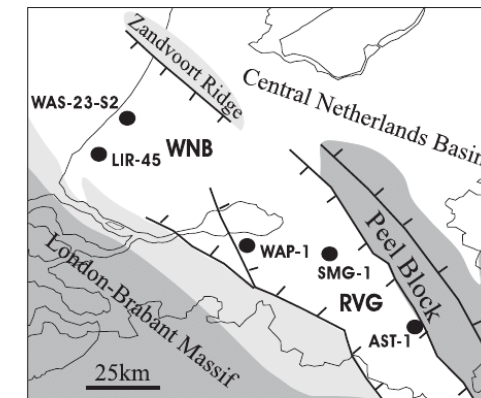 Zandvoort Ridge
Central Netherlands Basin
WAS-23-S2
WNB
LIR-45
Peel Block
WAP-1
SMG-1
London-Brabant Massif
RVG
AST-1
25km